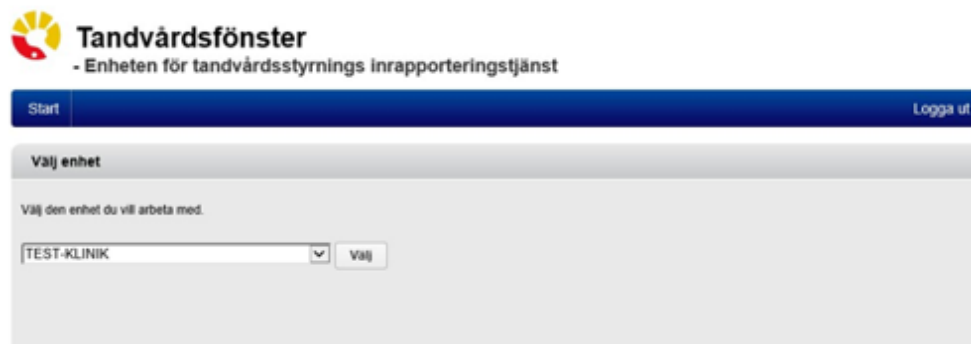 Tandvårdsfönster
- Enheten för tandvårdsstyrnings inrapporteringstjänst
Start Logga ut
Välj enhet
Välj den enhet du vill arbeta med.
TEST-KLINIK Välj